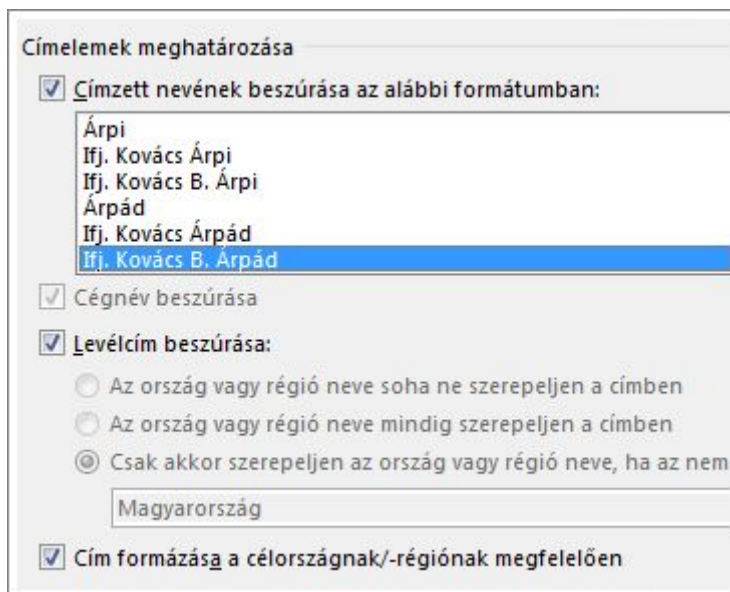 Címelemek meghatározása
Címzett nevének beszúrása az alábbi formátumban:
Árpi
Ifj. Kovács Árpi
Ifj. Kovács B. Árpi
Árpád
Ifj. Kovács Árpád
Ifj. Kovács B. Árpád
Cégnév beszúrása
Levélcím beszúrása:
Az ország vagy régió neve soha ne szerepeljen a címben
Az ország vagy régió neve mindig szerepeljen a címben
Csak akkor szerepeljen az ország vagy régió neve, ha az nem
Magyarország
Cím formázása a célországnak/-régiónak megfelelően